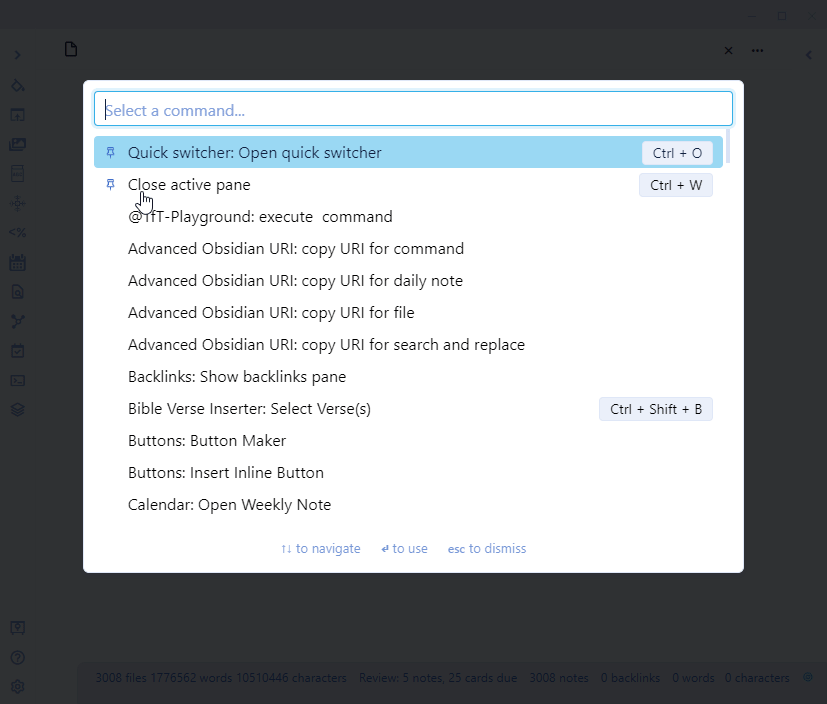 Select a command...
Quick switcher: Open quick switcher Ctrl + O
Close active pane Ctrl + W
execute command
Advanced Obsidian URI: copy URI for command
Advanced Obsidian URI: copy URI for daily note
Advanced Obsidian URI: copy URI for file
Advanced Obsidian URI: copy URI for search and replace
Backlinks: Show backlinks pane
Bible Verse Inserter: Select Verse(s) Ctrl + Shift + B
Buttons: Button Maker
Buttons: Insert Inline Button
Calendar: Open Weekly Note
↑↓ to navigate ↵ to use esc to dismiss
3008 files 1776562 words 10510446 characters Review: 5 notes, 25 cards due 3008 notes 0 backlinks 0 words 0 characters